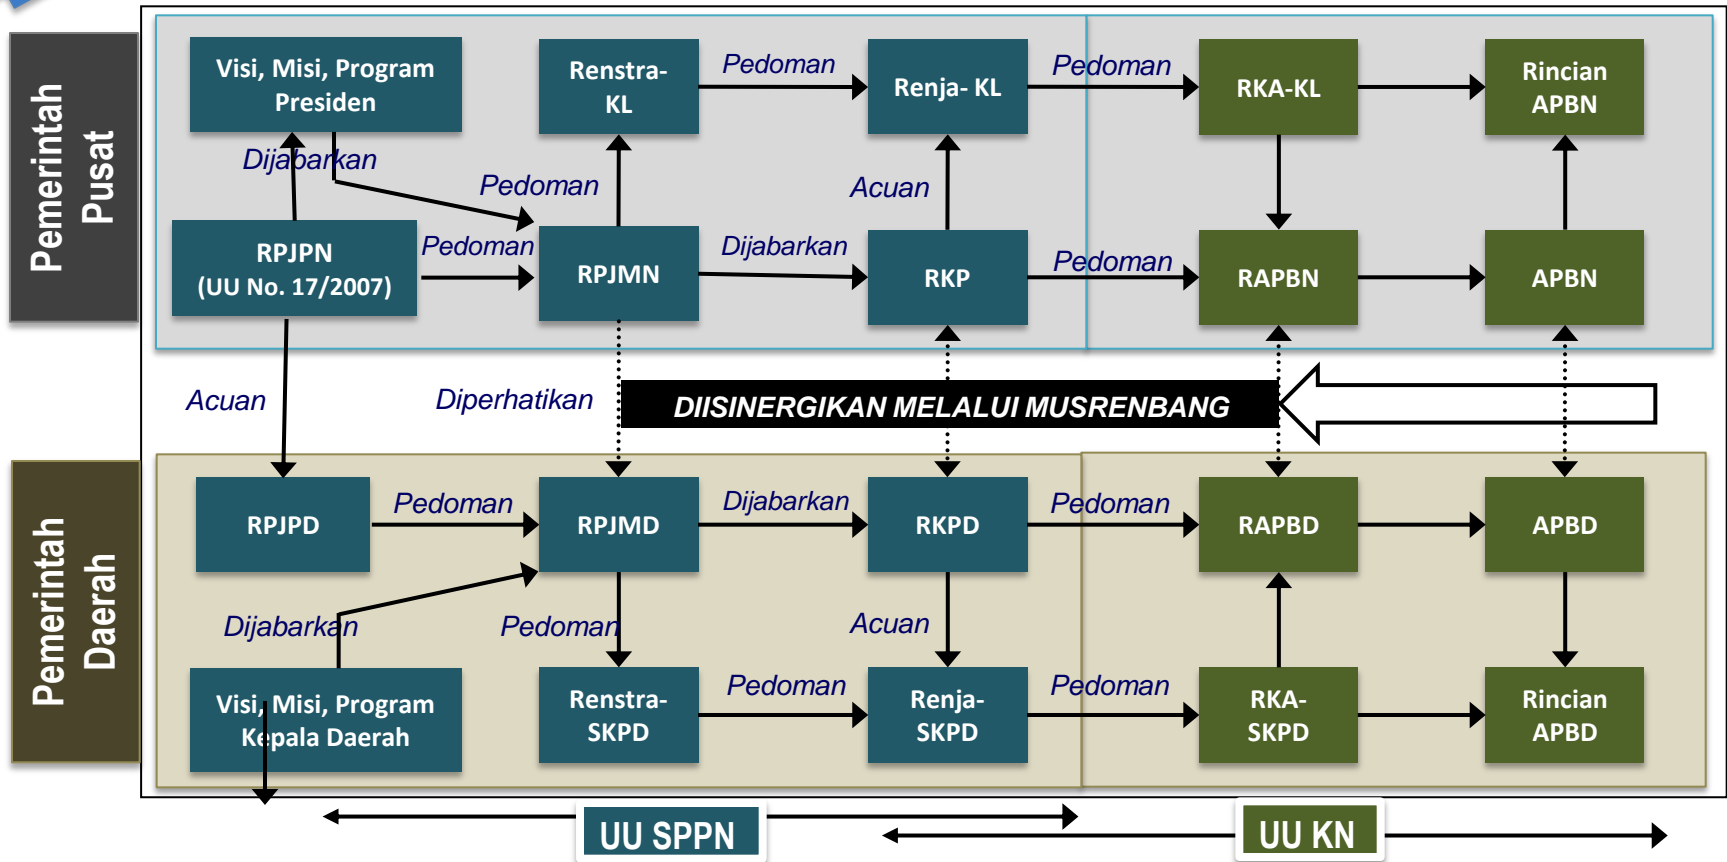 Pemerintah
Pusat
Visi, Misi, Program
Presiden
Renstra-
KL
Pedoman
Renja- KL
Pedoman
RKA-KL
Rincian
APBN
Dijabarkan
Pedoman
Acuan
RPJPN
(UU No. 17/2007)
Pedoman
RPJMN
Dijabarkan
RKP
Pedoman
RAPBN
APBN
Acuan
Diperhatikan
DIISINERGIKAN MELALUI MUSRENBANG
Pemerintah
Daerah
RPJPD
Pedoman
RPJMD
Dijabarkan
RKPD
Pedoman
RAPBD
APBD
Dijabarkan
Pedoman
Acuan
Visi, Misi, Program
Kepala Daerah
Renstra-
SKPD
Pedoman
Renja-
SKPD
Pedoman
RKA-
SKPD
Rincian
APBD
UU SPPN
UU KN